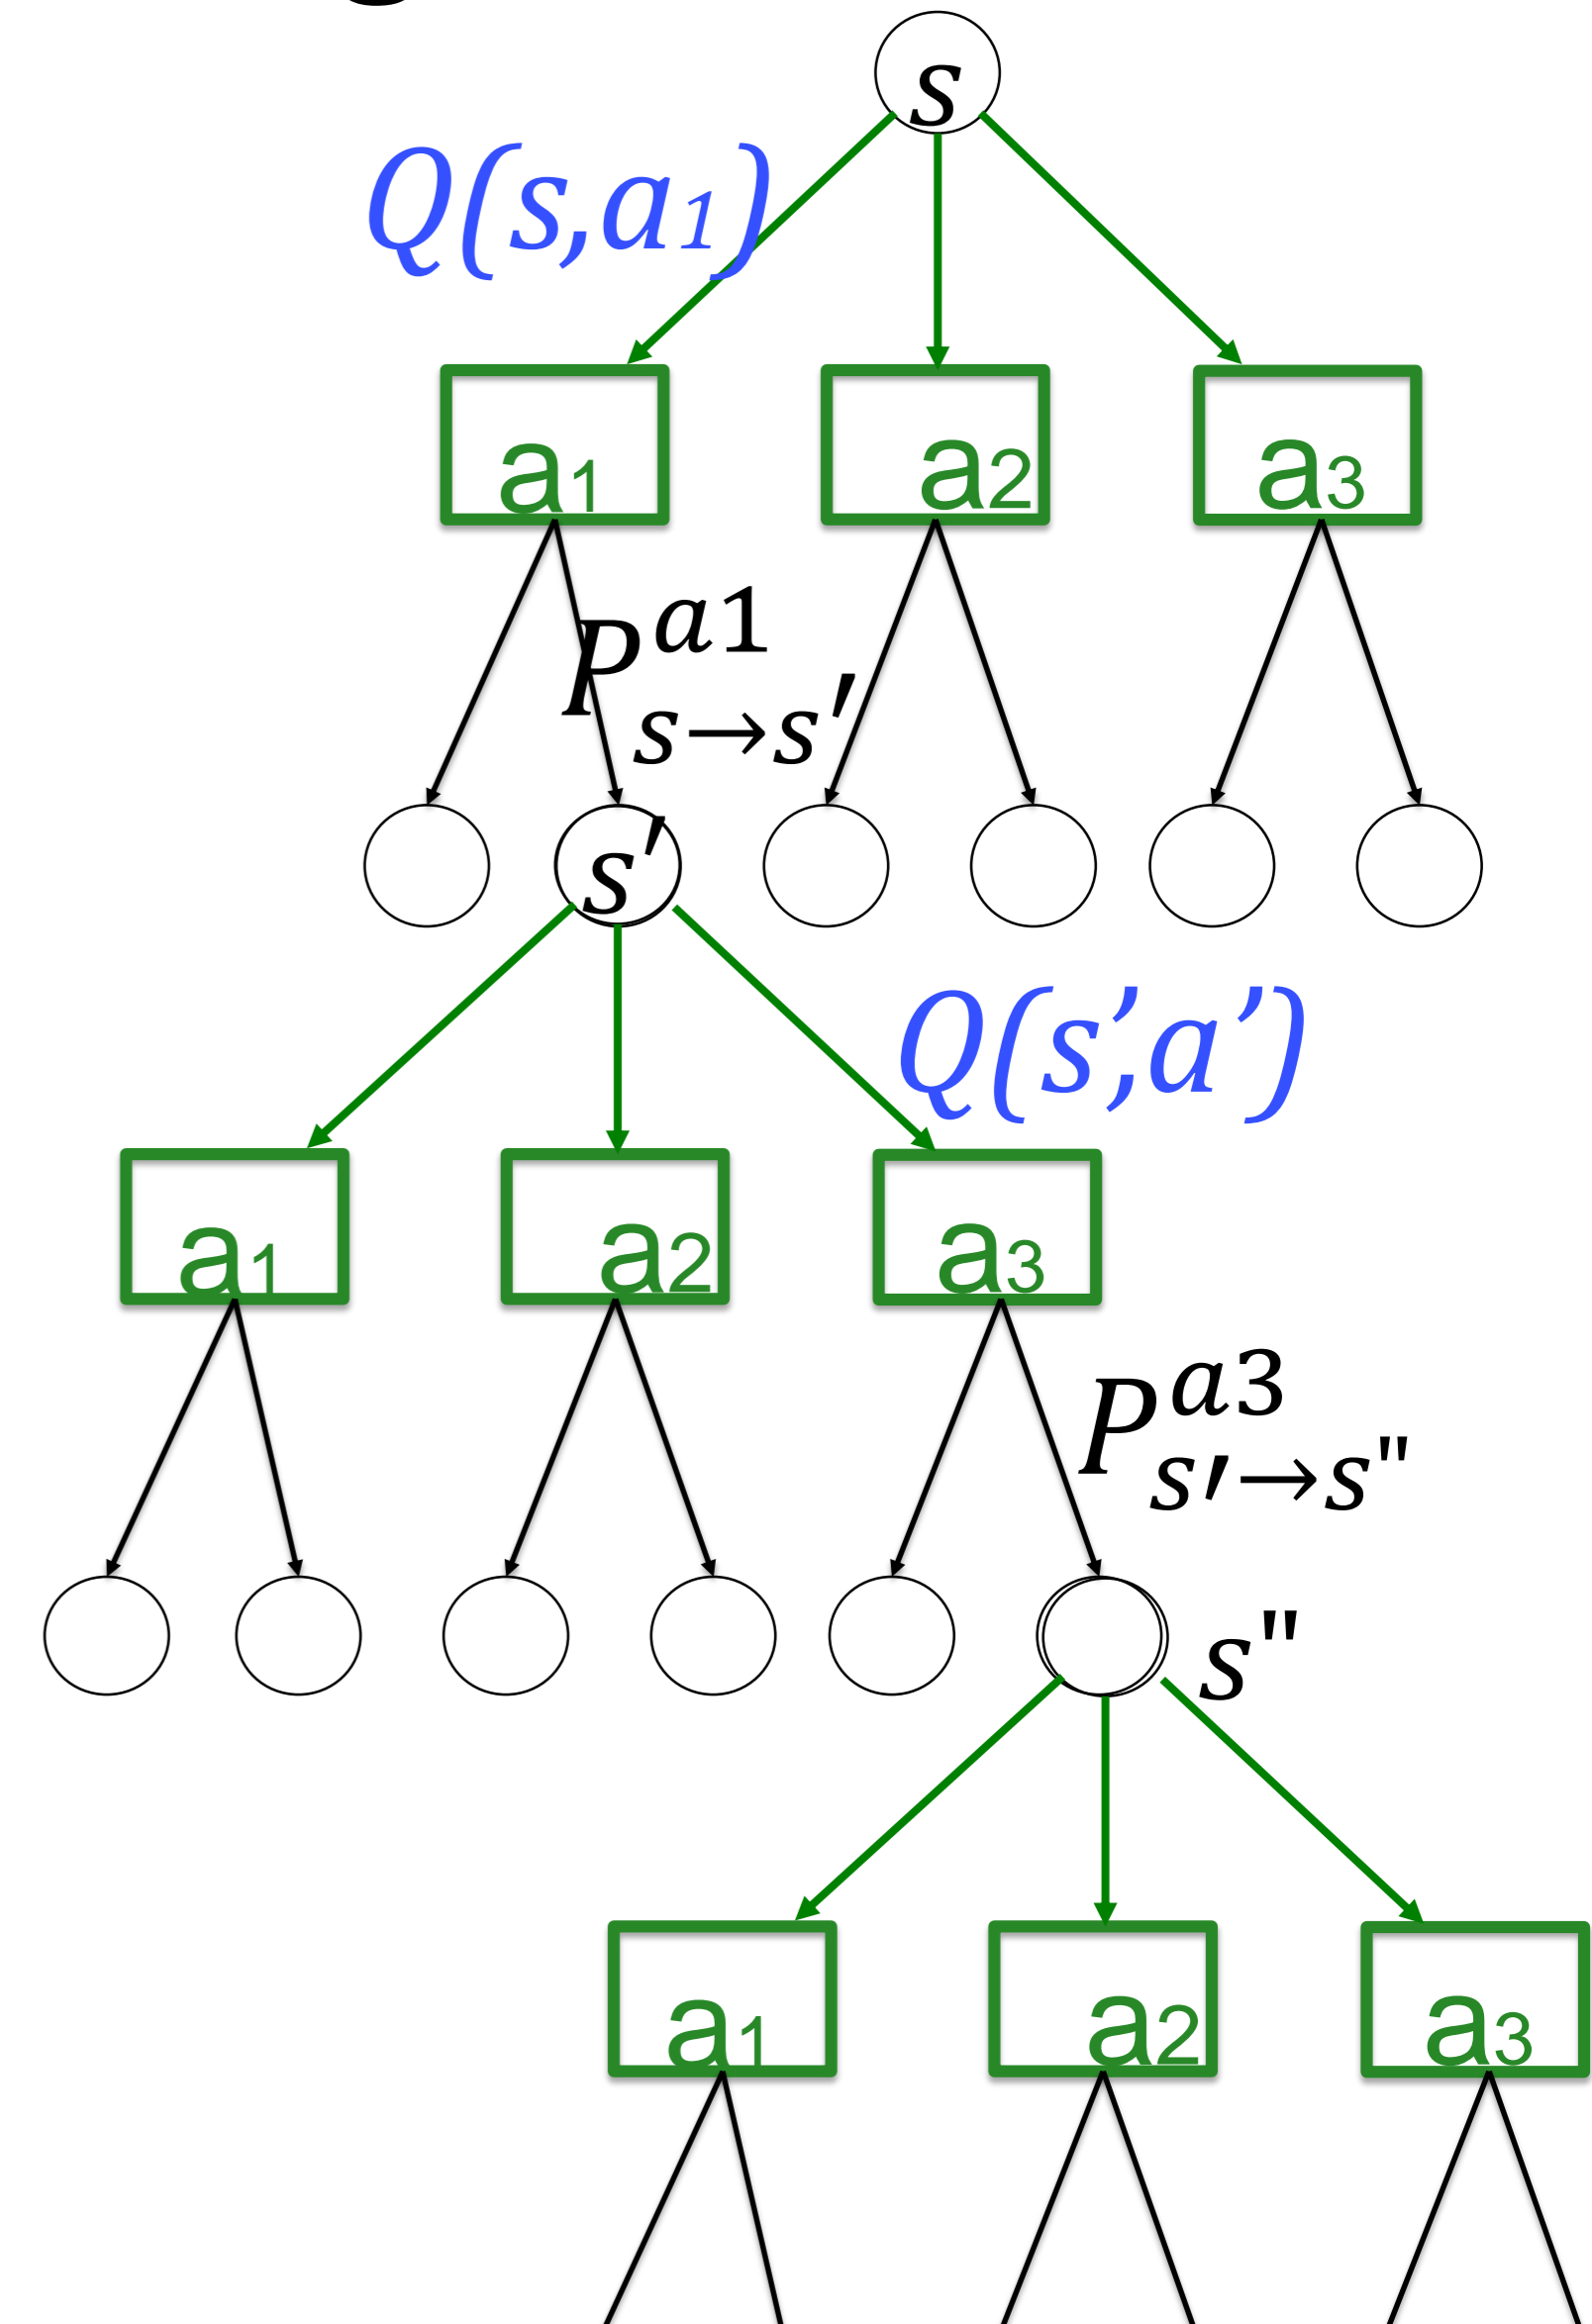 s
Q(s,a1)
a1 a2 a3
P^{a1}_{s→s'}
s'
Q(s’,a’)
a1 a2 a3
P^{a3}_{s'→s"}
s"
a1 a2 a3